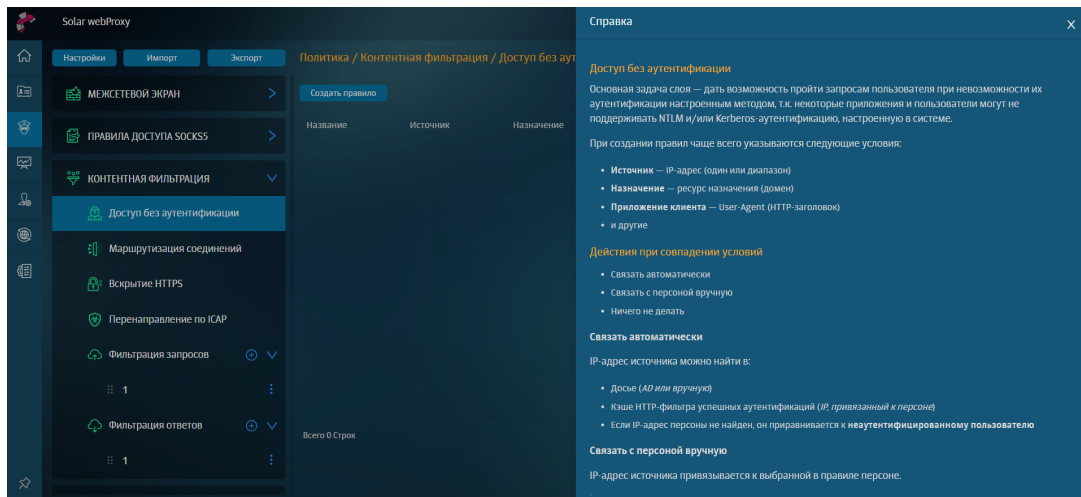 Solar webProxy
Настройки
Импорт
Экспорт
МЕЖСЕТЕВОЙ ЭКРАН
ПРАВИЛА ДОСТУПА SOCKS5
КОНТЕНТНАЯ ФИЛЬТРАЦИЯ
Доступ без аутентификации
Маршрутизация соединений
Вскрытие HTTPS
Перенаправление по ICAP
Фильтрация запросов
1
Фильтрация ответов
1
Политика / Контентная фильтрация / Доступ без аут
Создать правило
Название Источник Назначение
Всего 0 Строк
Справка
X
Доступ без аутентификации
Основная задача слоя — дать возможность пройти запросам пользователя при невозможности их
аутентификации настроенным методом, т.к. некоторые приложения и пользователи могут не
поддерживать NTLM и/или Kerberos-аутентификацию, настроенную в системе.
При создании правил чаще всего указываются следующие условия:
• Источник — IP-адрес (один или диапазон)
• Назначение — ресурс назначения (домен)
• Приложение клиента — User-Agent (HTTP-заголовок)
• и другие
Действия при совпадении условий
• Связать автоматически
• Связать с персоной вручную
• Ничего не делать
Связать автоматически
IP-адрес источника можно найти в:
• Досье (AD или вручную)
• Кэше HTTP-фильтра успешных аутентификаций (IP, привязанный к персоне)
• Если IP-адрес персоны не найден, он приравнивается к неаутентифицированному пользователю
Связать с персоной вручную
IP-адрес источника привязывается к выбранной в правиле персоне.